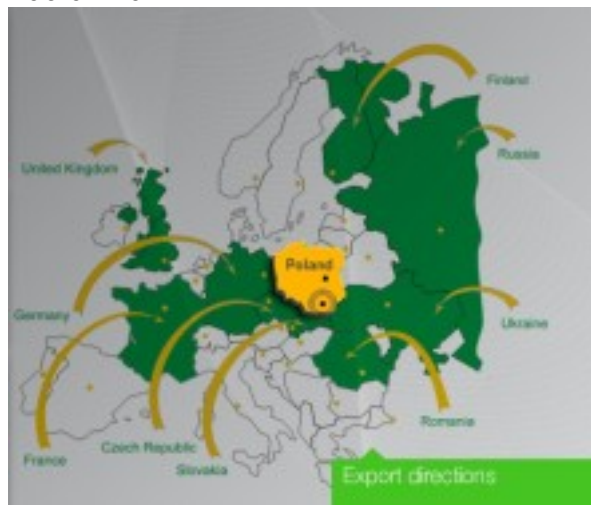 Finland
Russia
United Kingdom
Poland
Germany
Ukraine
Romania
Czech Republic
France
Slovakia
Export directions